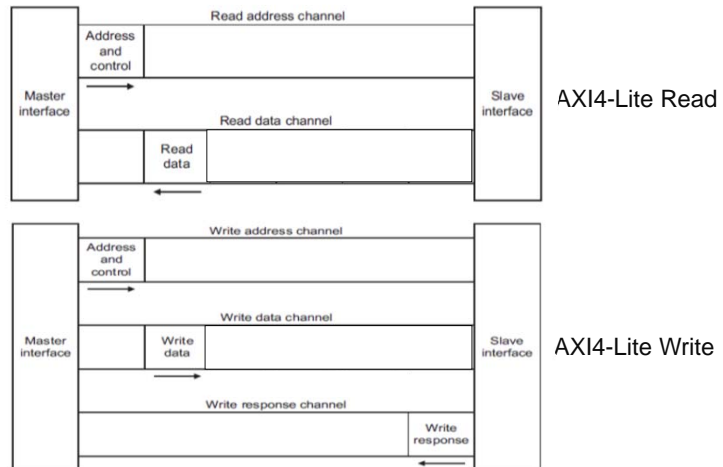 Read address channel
Address
and
control
Master
interface
Slave
interface
AXI4-Lite Read
Read data channel
Read
data
Write address channel
Address
and
control
Write data channel
Master
interface
Write
data
Slave
interface
AXI4-Lite Write
Write response channel
Write
response